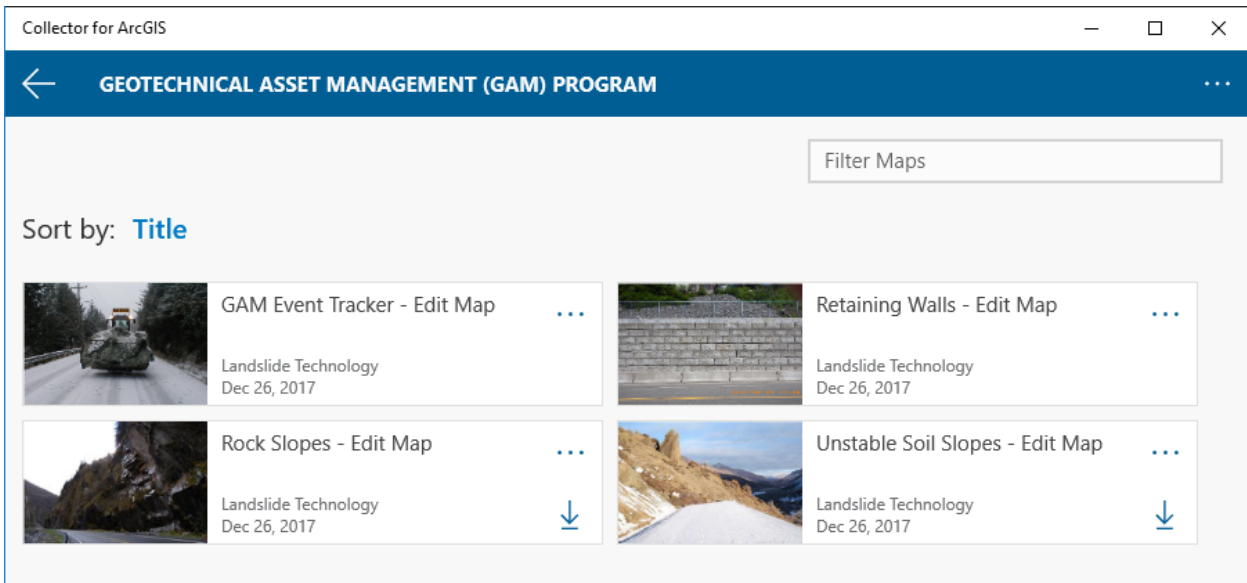 Collector for ArcGIS
GEOTECHNICAL ASSET MANAGEMENT (GAM) PROGRAM
Filter Maps
Sort by: Title
GAM Event Tracker - Edit Map
Landslide Technology
Dec 26, 2017
Retaining Walls - Edit Map
Landslide Technology
Dec 26, 2017
Rock Slopes - Edit Map
Landslide Technology
Dec 26, 2017
Unstable Soil Slopes - Edit Map
Landslide Technology
Dec 26, 2017